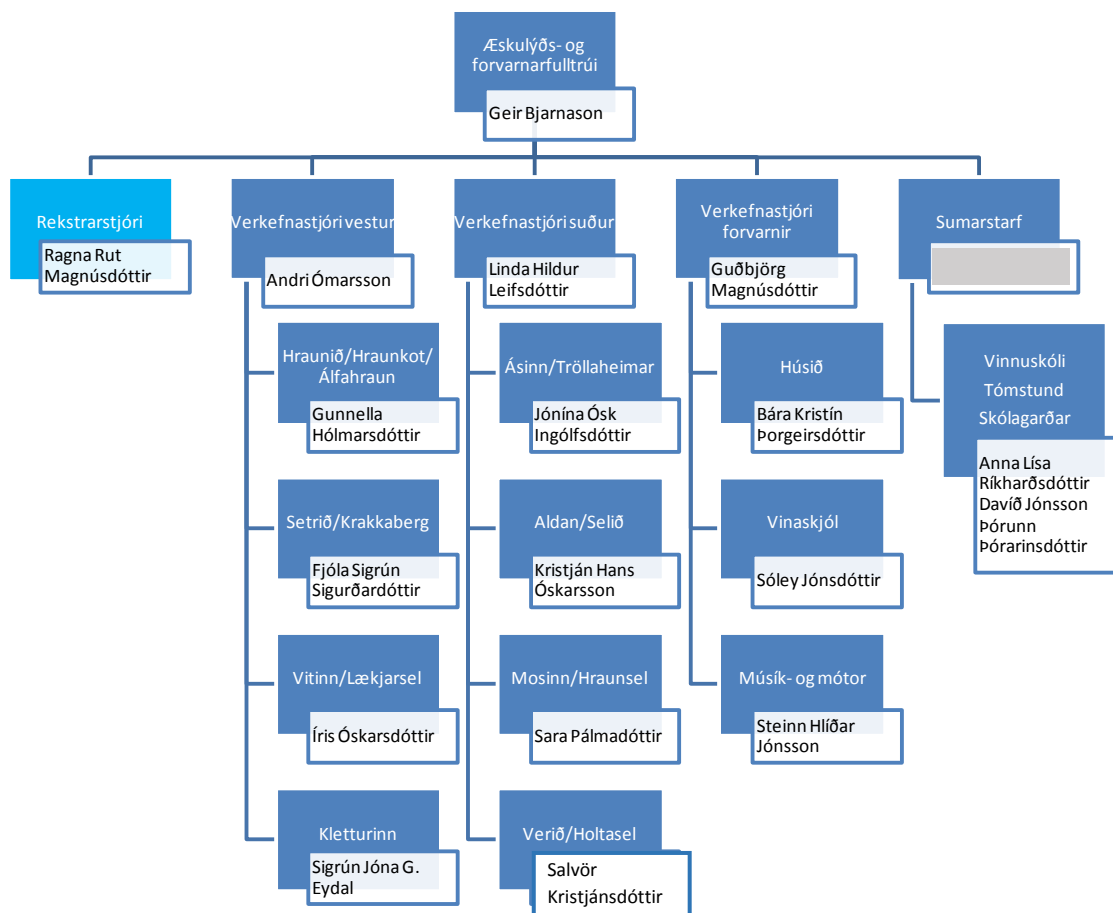 Æskulýðs- og
forvarnarfulltrúi
Geir Bjarnason
Rekstrarstjóri
Ragna Rut
Magnúsdóttir
Verkefnastjóri vestur
Andri Ómarsson
Hraunið/Hraunkot/
Álfahraun
Gunnella
Hólmarsdóttir
Setrið/Krakkaberg
Fjóla Sigrún
Sigurðardóttir
Vitinn/Lækjarsel
Íris Óskarsdóttir
Kletturinn
Sigrún Jóna G.
Eydal
Verkefnastjóri suður
Linda Hildur
Leifsdóttir
Ásinn/Tröllaheimar
Jónína Ósk
Ingólfsdóttir
Aldan/Selið
Kristján Hans
Óskarsson
Mosinn/Hraunsel
Sara Pálmadóttir
Verið/Holtasel
Salvör
Kristjánsdóttir
Verkefnastjóri
forvarnir
Guðbjörg
Magnúsdóttir
Húsið
Bára Kristín
Þorgeirsdóttir
Vinaskjól
Sóley Jónsdóttir
Músík- og mótor
Steinn Hlíðar
Jónsson
Sumarstarf
Vinnuskóli
Tómstund
Skólagarðar
Anna Lísa
Ríkharðsdóttir
Davíð Jónsson
Þórunn
Þórarinsdóttir